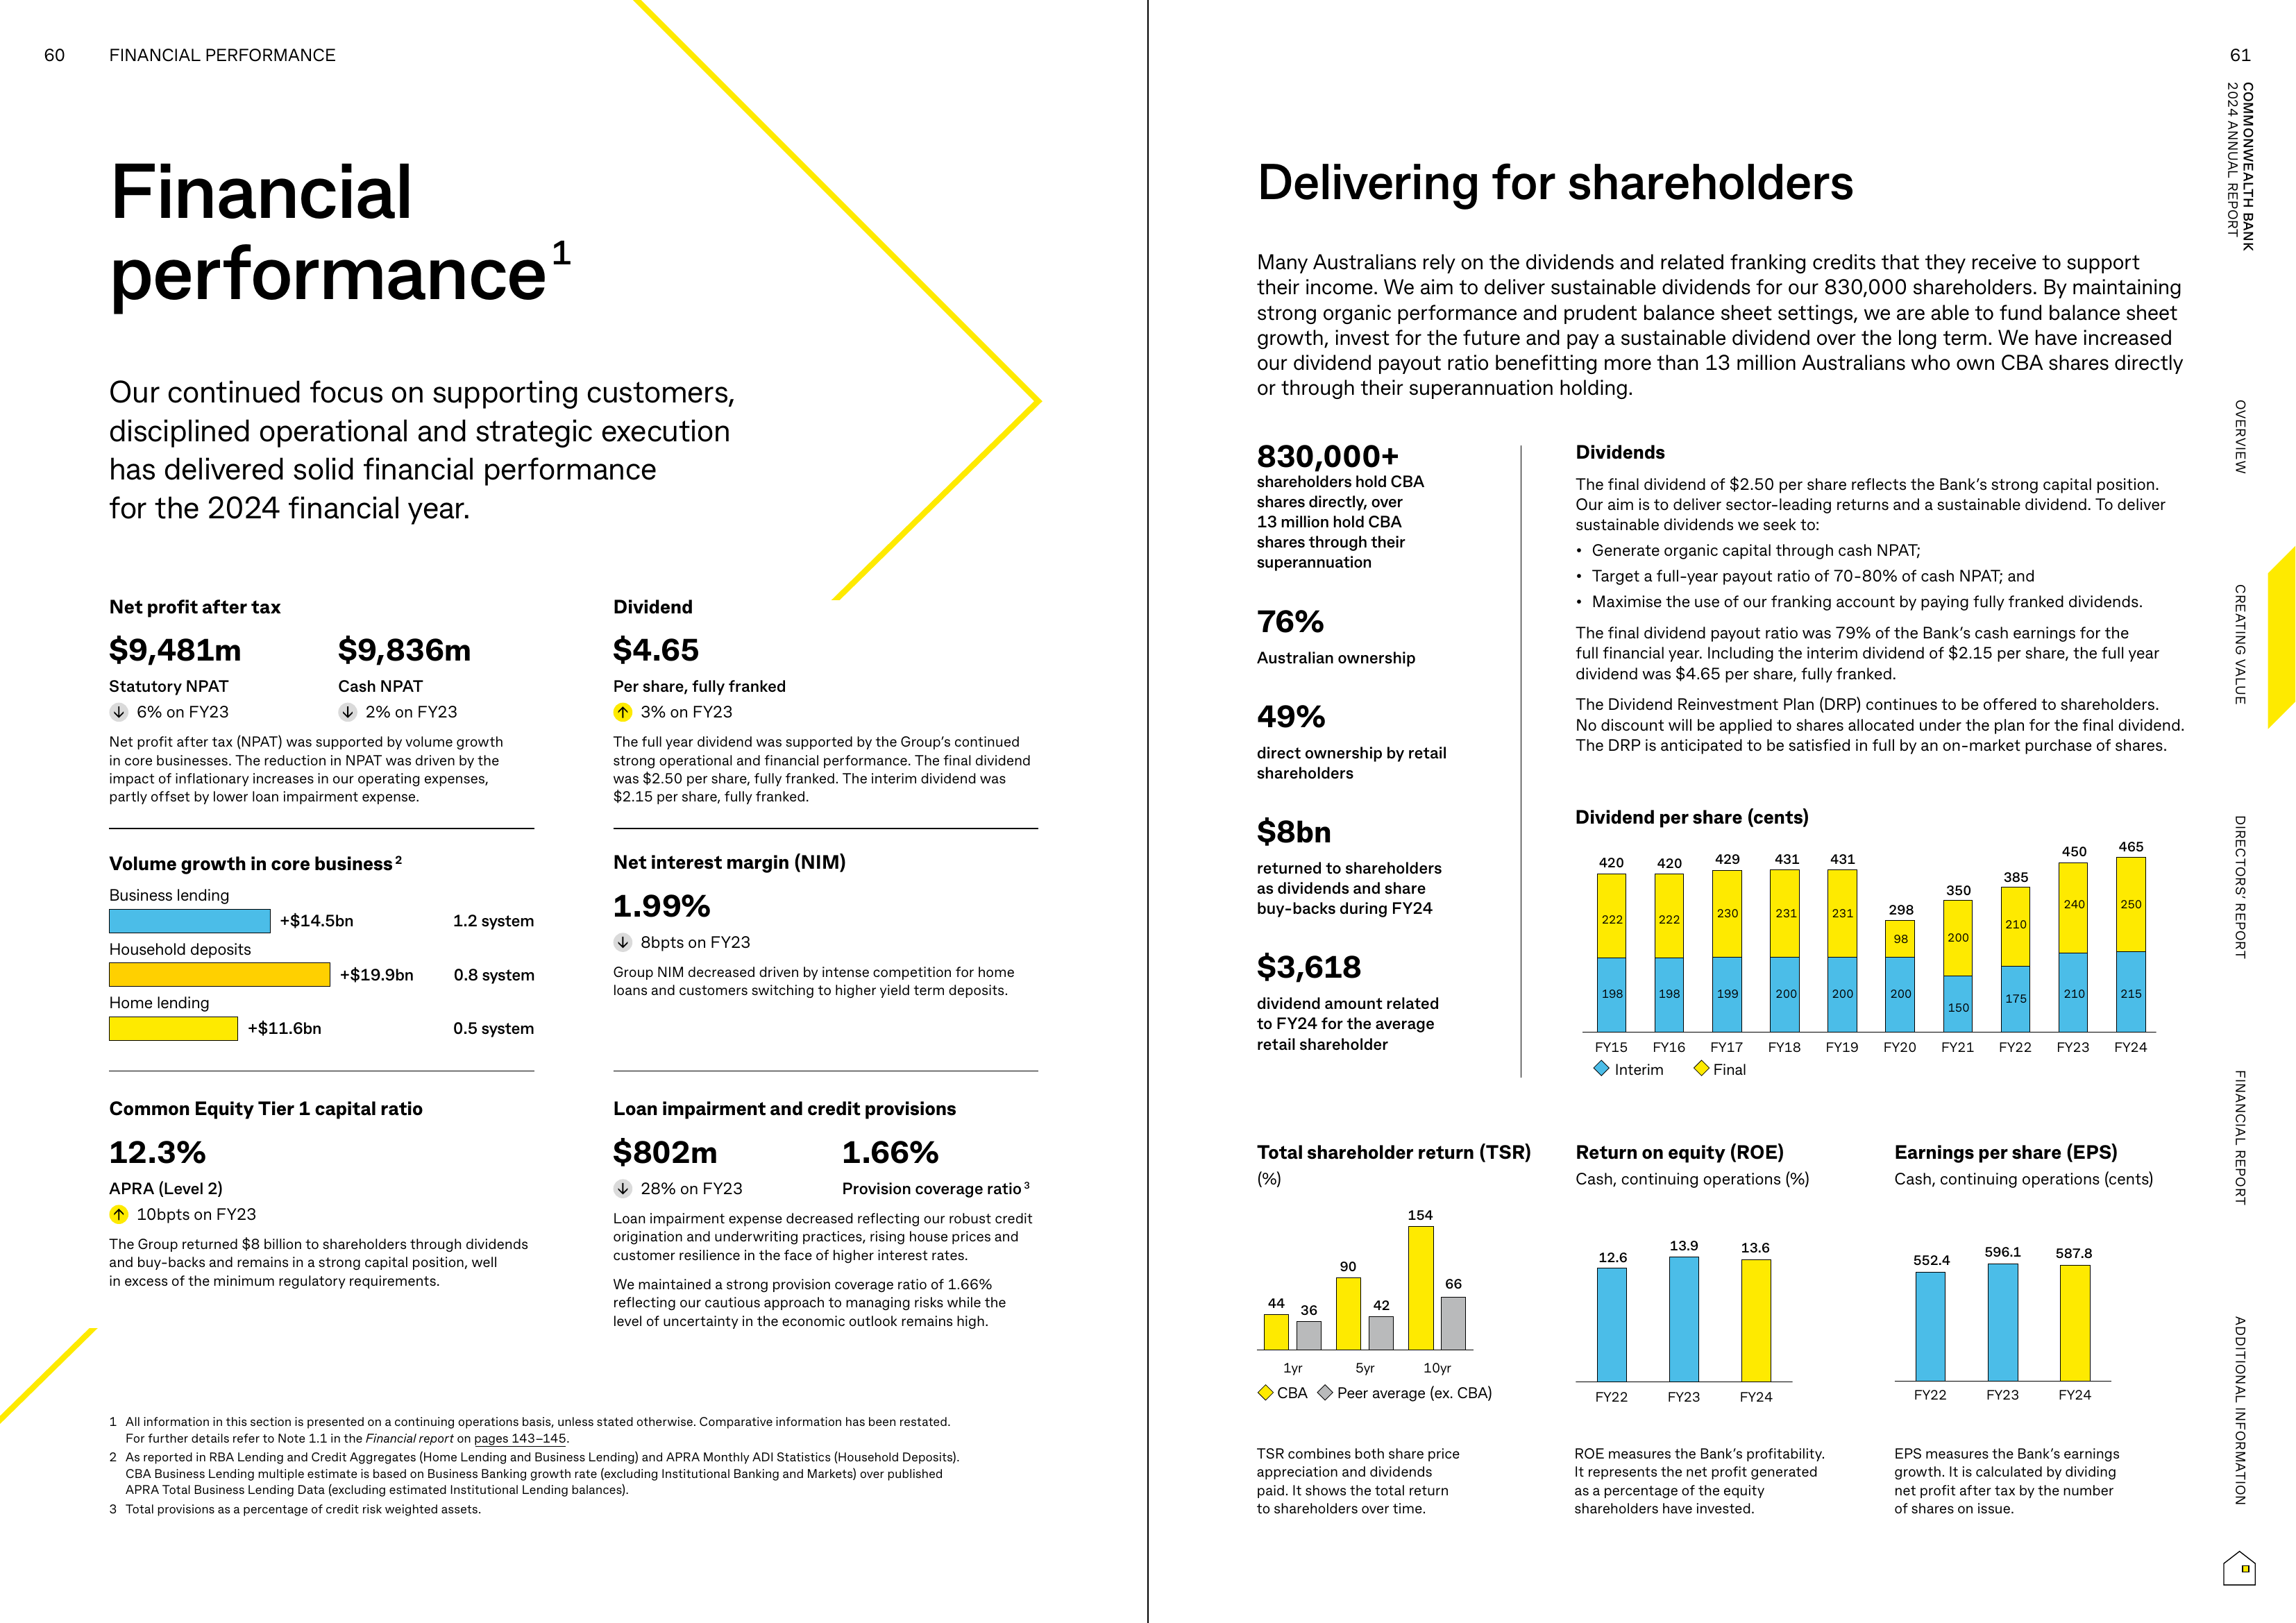 60
FINANCIAL PERFORMANCE
Financial
performance1
Our continued focus on supporting customers,
disciplined operational and strategic execution
has delivered solid financial performance
for the 2024 financial year.
Net profit after tax
$9,481m
Statutory NPAT
6% on FY23
$9,836m
Cash NPAT
2% on FY23
Net profit after tax (NPAT) was supported by volume growth
in core businesses. The reduction in NPAT was driven by the
impact of inflationary increases in our operating expenses,
partly offset by lower loan impairment expense.
Dividend
$4.65
Per share, fully franked
3% on FY23
The full year dividend was supported by the Group's continued
strong operational and financial performance. The final dividend
was $2.50 per share, fully franked. The interim dividend was
$2.15 per share, fully franked.
Volume growth in core business2
Business lending
+$14.5bn 1.2 system
Household deposits
+$19.9bn 0.8 system
Home lending
+$11.6bn 0.5 system
Net interest margin (NIM)
1.99%
8bpts on FY23
Group NIM decreased driven by intense competition for home
loans and customers switching to higher yield term deposits.
Common Equity Tier 1 capital ratio
12.3%
APRA (Level 2)
10bpts on FY23
The Group returned $8 billion to shareholders through dividends
and buy-backs and remains in a strong capital position, well
in excess of the minimum regulatory requirements.
Loan impairment and credit provisions
$802m
28% on FY23
1.66%
Provision coverage ratio3
Loan impairment expense decreased reflecting our robust credit
origination and underwriting practices, rising house prices and
customer resilience in the face of higher interest rates.
We maintained a strong provision coverage ratio of 1.66%
reflecting our cautious approach to managing risks while the
level of uncertainty in the economic outlook remains high.
1 All information in this section is presented on a continuing operations basis, unless stated otherwise. Comparative information has been restated.
For further details refer to Note 1.1 in the Financial report on pages 143–145.
2 As reported in RBA Lending and Credit Aggregates (Home Lending and Business Lending) and APRA Monthly ADI Statistics (Household Deposits).
CBA Business Lending multiple estimate is based on Business Banking growth rate (excluding Institutional Banking and Markets) over published
APRA Total Business Lending Data (excluding estimated Institutional Lending balances).
3 Total provisions as a percentage of credit risk weighted assets.
Delivering for shareholders
Many Australians rely on the dividends and related franking credits that they receive to support
their income. We aim to deliver sustainable dividends for our 830,000 shareholders. By maintaining
strong organic performance and prudent balance sheet settings, we are able to fund balance sheet
growth, invest for the future and pay a sustainable dividend over the long term. We have increased
our dividend payout ratio benefitting more than 13 million Australians who own CBA shares directly
or through their superannuation holding.
830,000+
shareholders hold CBA
shares directly, over
13 million hold CBA
shares through their
superannuation
76%
Australian ownership
49%
direct ownership by retail
shareholders
$8bn
returned to shareholders
as dividends and share
buy-backs during FY24
$3,618
dividend amount related
to FY24 for the average
retail shareholder
Dividends
The final dividend of $2.50 per share reflects the Bank's strong capital position.
Our aim is to deliver sector-leading returns and a sustainable dividend. To deliver
sustainable dividends we seek to:
• Generate organic capital through cash NPAT;
• Target a full-year payout ratio of 70-80% of cash NPAT; and
• Maximise the use of our franking account by paying fully franked dividends.
The final dividend payout ratio was 79% of the Bank's cash earnings for the
full financial year. Including the interim dividend of $2.15 per share, the full year
dividend was $4.65 per share, fully franked.
The Dividend Reinvestment Plan (DRP) continues to be offered to shareholders.
No discount will be applied to shares allocated under the plan for the final dividend.
The DRP is anticipated to be satisfied in full by an on-market purchase of shares.
Dividend per share (cents)
420 420 429 431 431 298 350 385 450 465
222 222 230 231 231 98 200 210 240 250
198 198 199 200 200 200 150 175 210 215
FY15 FY16 FY17 FY18 FY19 FY20 FY21 FY22 FY23 FY24
Interim Final
Total shareholder return (TSR)
(%)
44 36 90 42 154 66
1yr 5yr 10yr
CBA Peer average (ex. CBA)
TSR combines both share price
appreciation and dividends
paid. It shows the total return
to shareholders over time.
Return on equity (ROE)
Cash, continuing operations (%)
12.6 13.9 13.6
FY22 FY23 FY24
ROE measures the Bank's profitability.
It represents the net profit generated
as a percentage of the equity
shareholders have invested.
Earnings per share (EPS)
Cash, continuing operations (cents)
552.4 596.1 587.8
FY22 FY23 FY24
EPS measures the Bank's earnings
growth. It is calculated by dividing
net profit after tax by the number
of shares on issue.
61
COMMONWEALTH BANK
2024 ANNUAL REPORT
OVERVIEW
CREATING VALUE
DIRECTORS' REPORT
FINANCIAL REPORT
ADDITIONAL INFORMATION